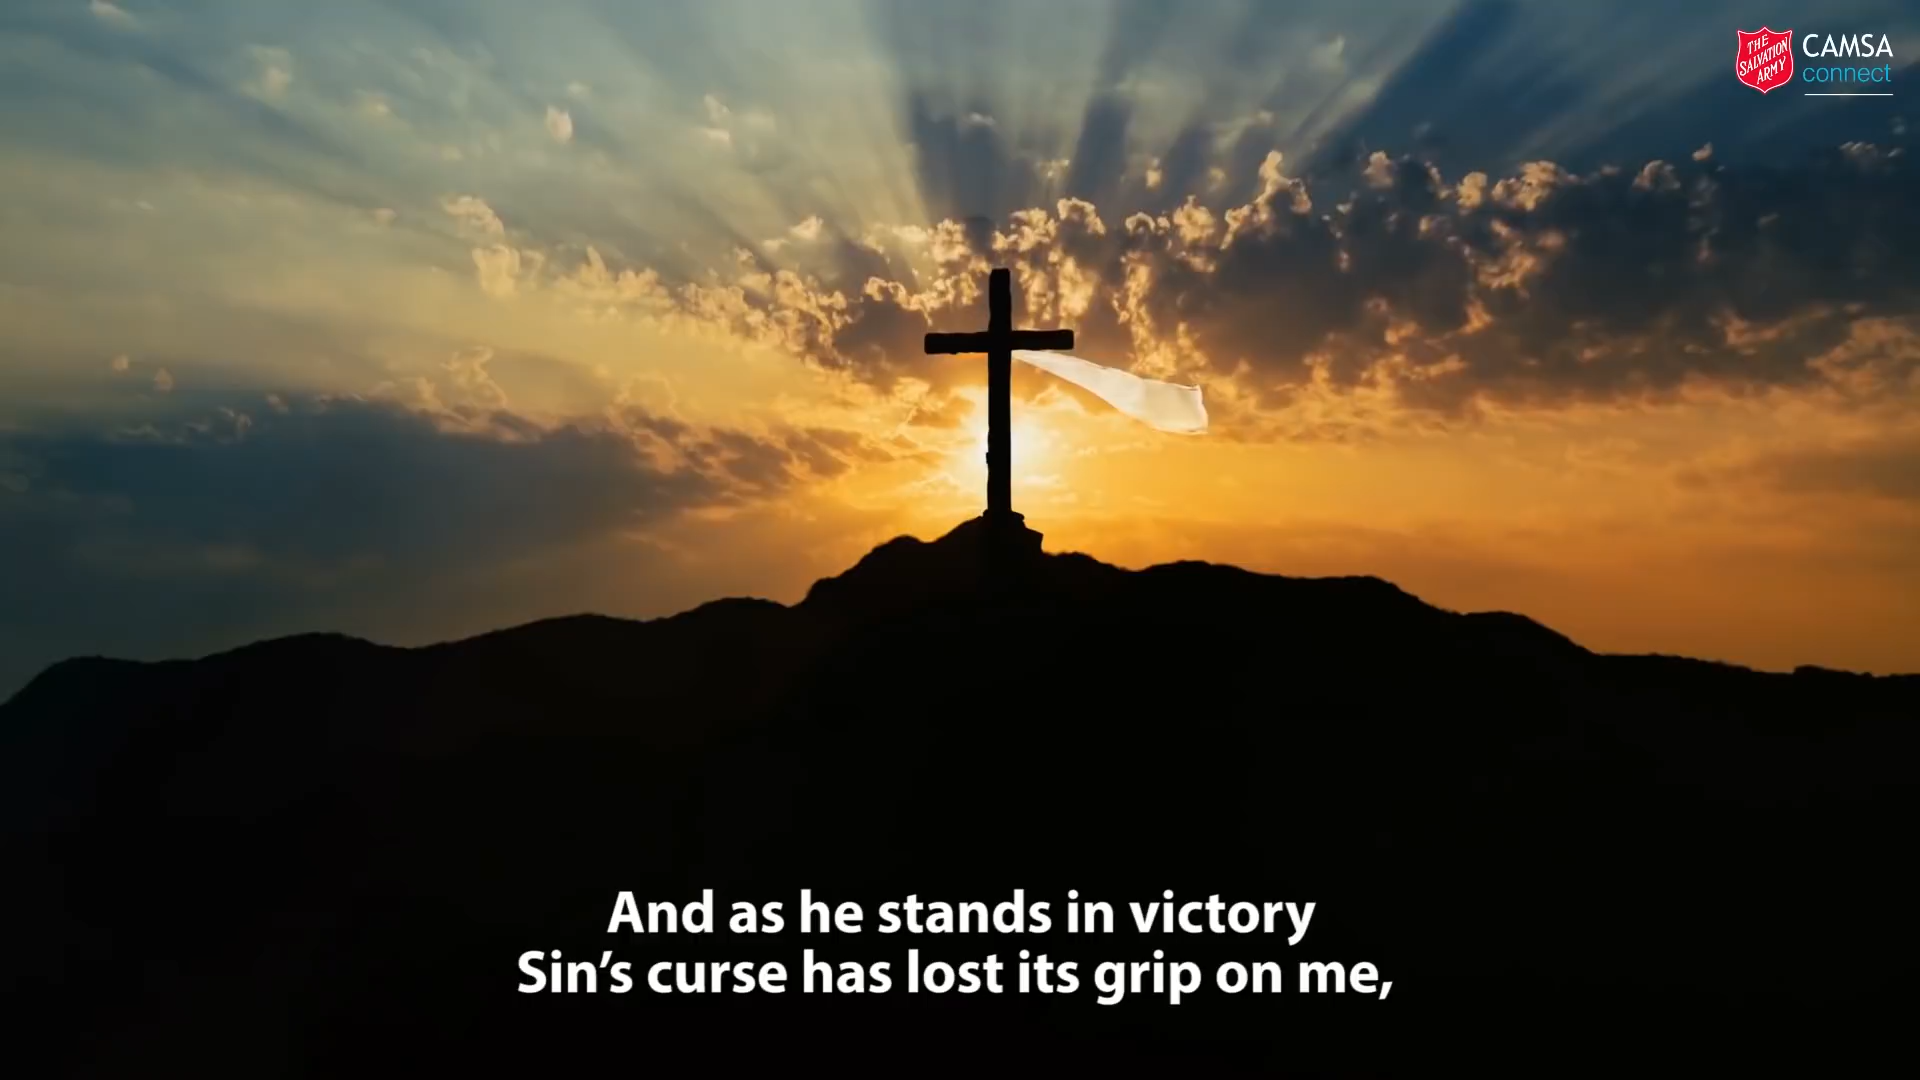 THE
SALVATION
ARMY
CAMSA
connect
And as he stands in victory
Sin’s curse has lost its grip on me,